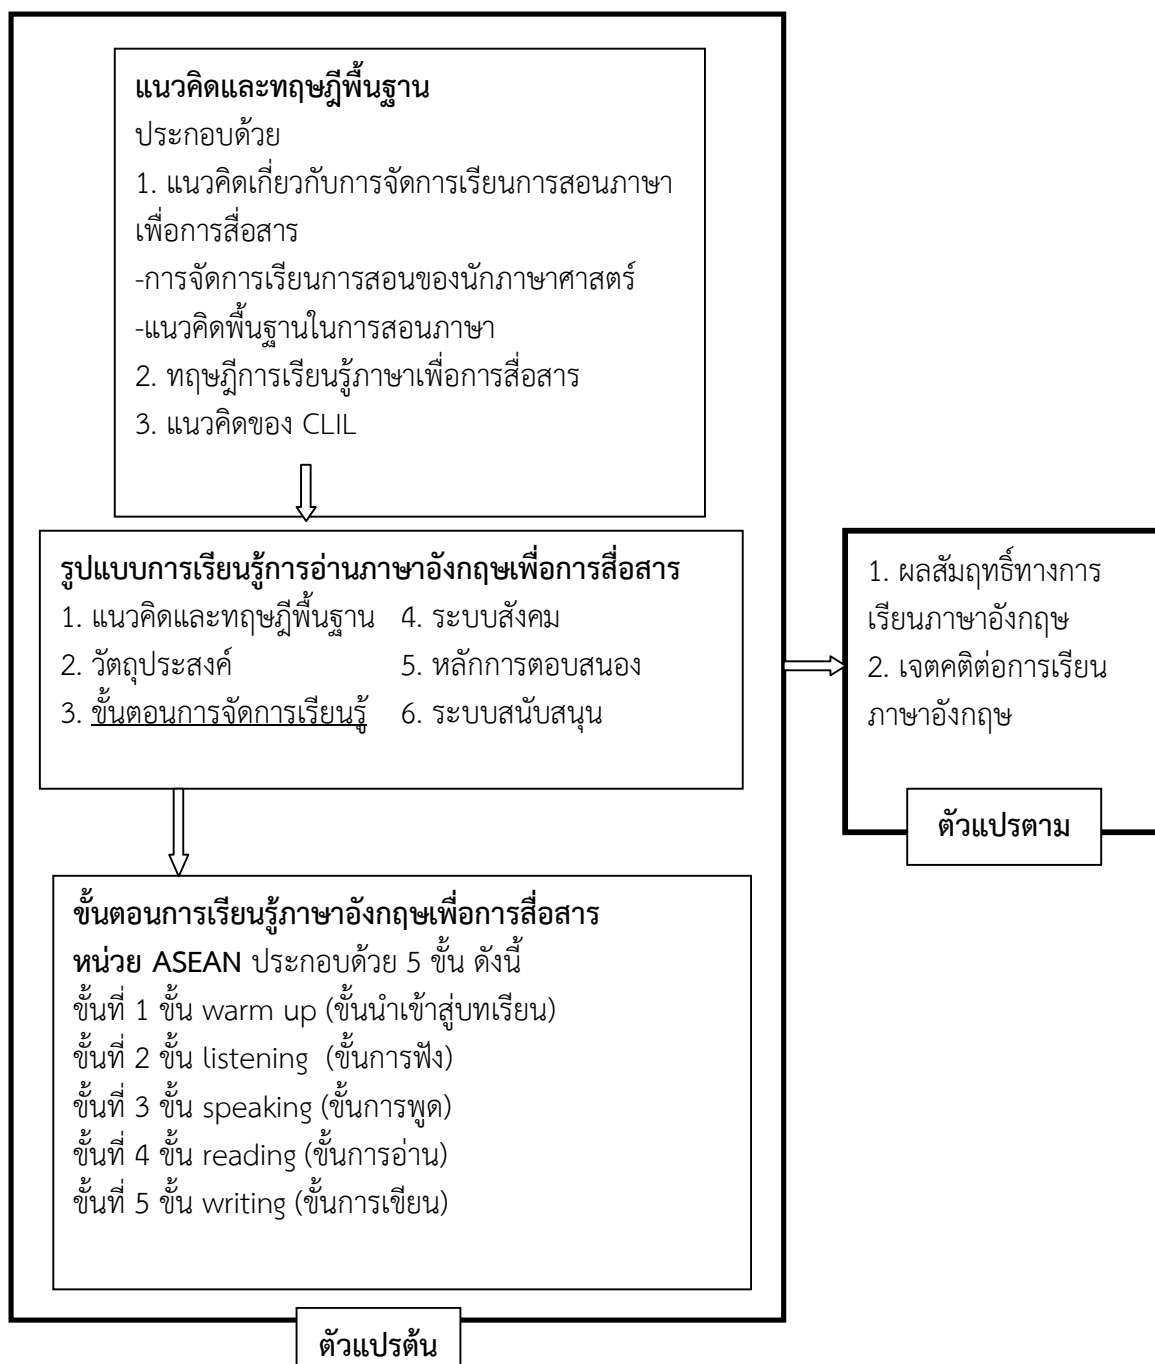 แนวคิดและทฤษฎีพื้นฐาน
ประกอบด้วย
1. แนวคิดเกี่ยวกับการจัดการเรียนการสอนภาษา
เพื่อการสื่อสาร
-การจัดการเรียนการสอนของนักภาษาศาสตร์
-แนวคิดพื้นฐานในการสอนภาษา
2. ทฤษฎีการเรียนรู้ภาษาเพื่อการสื่อสาร
3. แนวคิดของ CLIL
รูปแบบการเรียนรู้การอ่านภาษาอังกฤษเพื่อการสื่อสาร
1. แนวคิดและทฤษฎีพื้นฐาน 4. ระบบสังคม
2. วัตถุประสงค์ 5. หลักการตอบสนอง
3. ขั้นตอนการจัดการเรียนรู้ 6. ระบบสนับสนุน
ขั้นตอนการเรียนรู้ภาษาอังกฤษเพื่อการสื่อสาร
หน่วย ASEAN ประกอบด้วย 5 ขั้น ดังนี้
ขั้นที่ 1 ขั้น warm up (ขั้นนำเข้าสู่บทเรียน)
ขั้นที่ 2 ขั้น listening (ขั้นการฟัง)
ขั้นที่ 3 ขั้น speaking (ขั้นการพูด)
ขั้นที่ 4 ขั้น reading (ขั้นการอ่าน)
ขั้นที่ 5 ขั้น writing (ขั้นการเขียน)
ตัวแปรต้น
1. ผลสัมฤทธิ์ทางการ
เรียนภาษาอังกฤษ
2. เจตคติต่อการเรียน
ภาษาอังกฤษ
ตัวแปรตาม